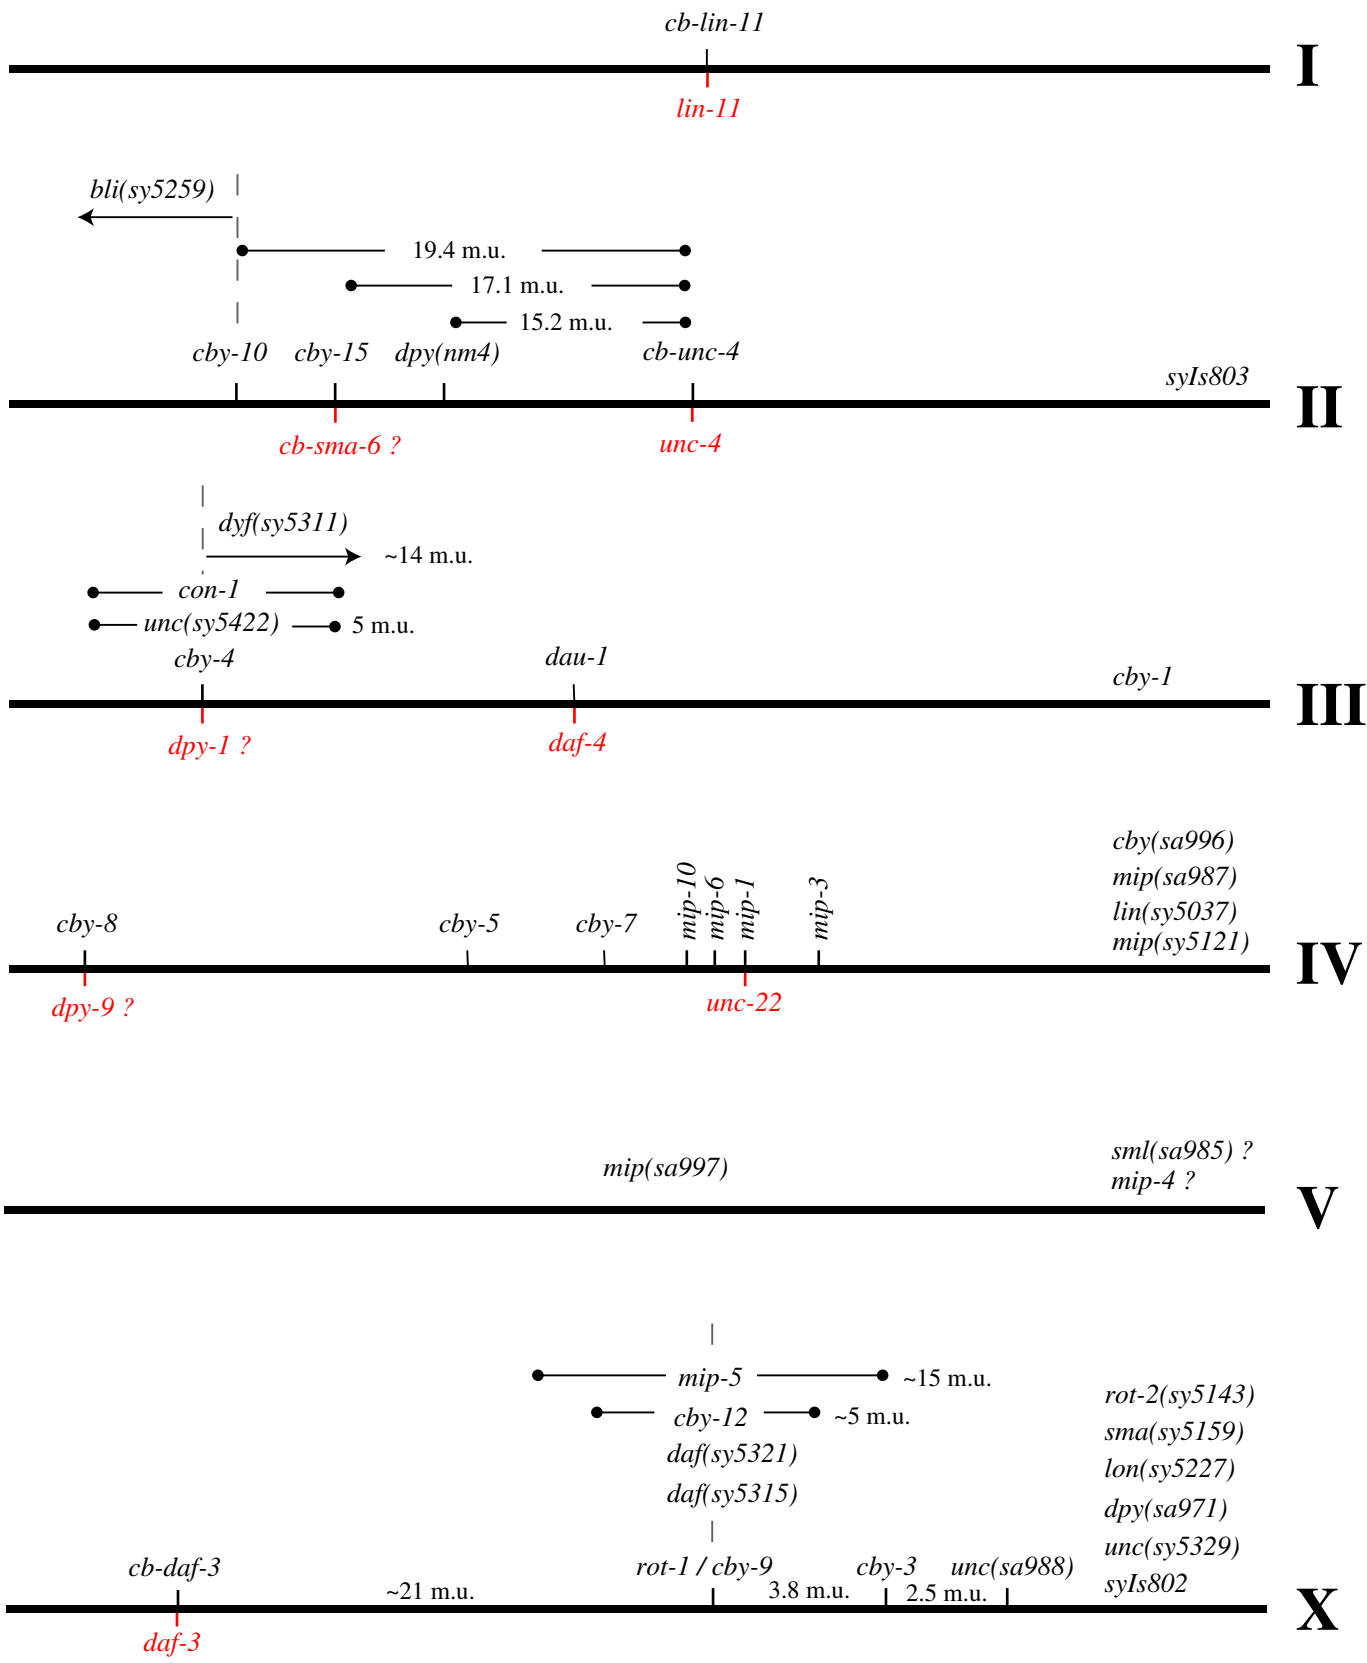 cb-lin-11
I
lin-11
bli(sy5259)
19.4 m.u.
17.1 m.u.
15.2 m.u.
cby-10 cby-15 dpy(nm4) cb-unc-4
syIs803
II
cb-sma-6 ? unc-4
dyf(sy5311)
~14 m.u.
con-1
unc(sy5422) 5 m.u.
cby-4 dau-1
cby-1
III
dpy-1 ? daf-4
cby(sa996)
mip(sa987)
lin(sy5037)
mip(sy5121)
cby-8 cby-5 cby-7 mip-10 mip-6 mip-1 mip-3
IV
dpy-9 ? unc-22
mip(sa997)
sml(sa985) ?
mip-4 ?
V
mip-5 ~15 m.u.
cby-12 ~5 m.u.
daf(sy5321)
daf(sy5315)
rot-2(sy5143)
sma(sy5159)
lon(sy5227)
dpy(sa971)
unc(sy5329)
syIs802
cb-daf-3 rot-1 / cby-9 cby-3 unc(sa988)
~21 m.u. 3.8 m.u. 2.5 m.u.
X
daf-3